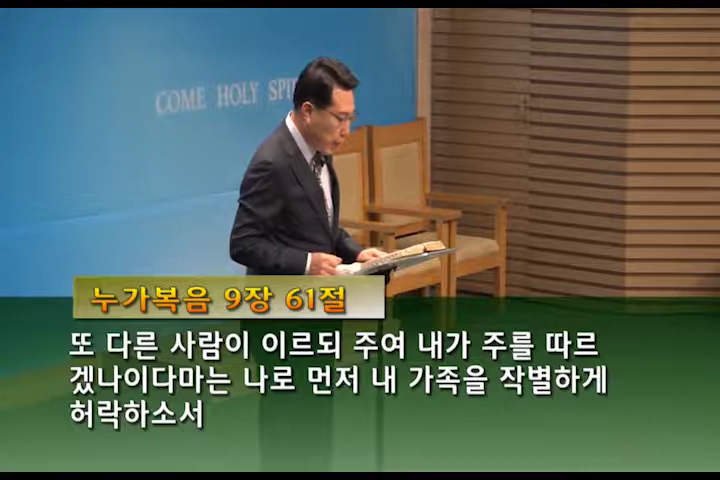 COME HOLY
누가복음 9장 61절
또 다른 사람이 이르되 주여 내가 주를 따르
겠나이다마는 나로 먼저 내 가족을 작별하게
허락하소서